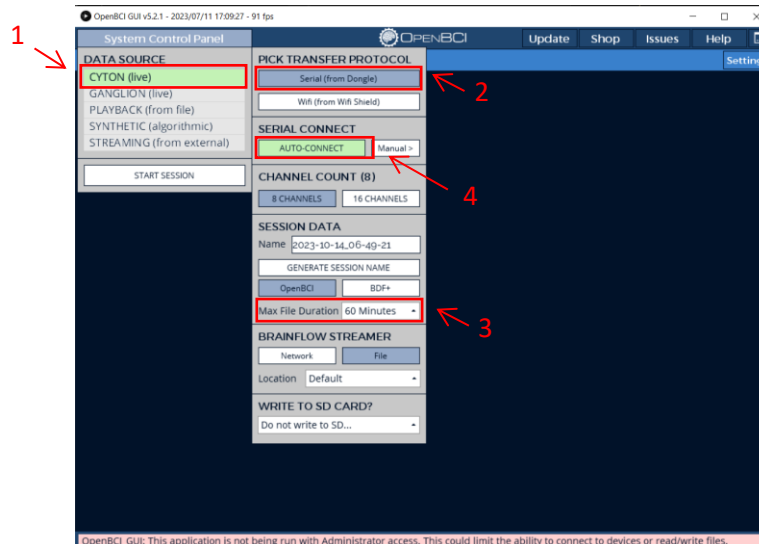 OpenBCI GUI v5.2.1 - 2023/07/11 17:09:27 - 91 fps
System Control Panel
OPENBCI
Update
Shop
Issues
Help
Setting
1
DATA SOURCE
CYTON (live)
GANGLION (live)
PLAYBACK (from file)
SYNTHETIC (algorithmic)
STREAMING (from external)
START SESSION
PICK TRANSFER PROTOCOL
Serial (from Dongle)
2
Wifi (from Wifi Shield)
SERIAL CONNECT
AUTO-CONNECT
Manual >
4
CHANNEL COUNT (8)
8 CHANNELS
16 CHANNELS
SESSION DATA
Name 2023-10-14_06-49-21
GENERATE SESSION NAME
OpenBCI
BDF+
Max File Duration 60 Minutes
3
BRAINFLOW STREAMER
Network
File
Location Default
WRITE TO SD CARD?
Do not write to SD...
OpenBCI_GUI: This application is not being run with Administrator access. This could limit the ability to connect to devices or read/write files.